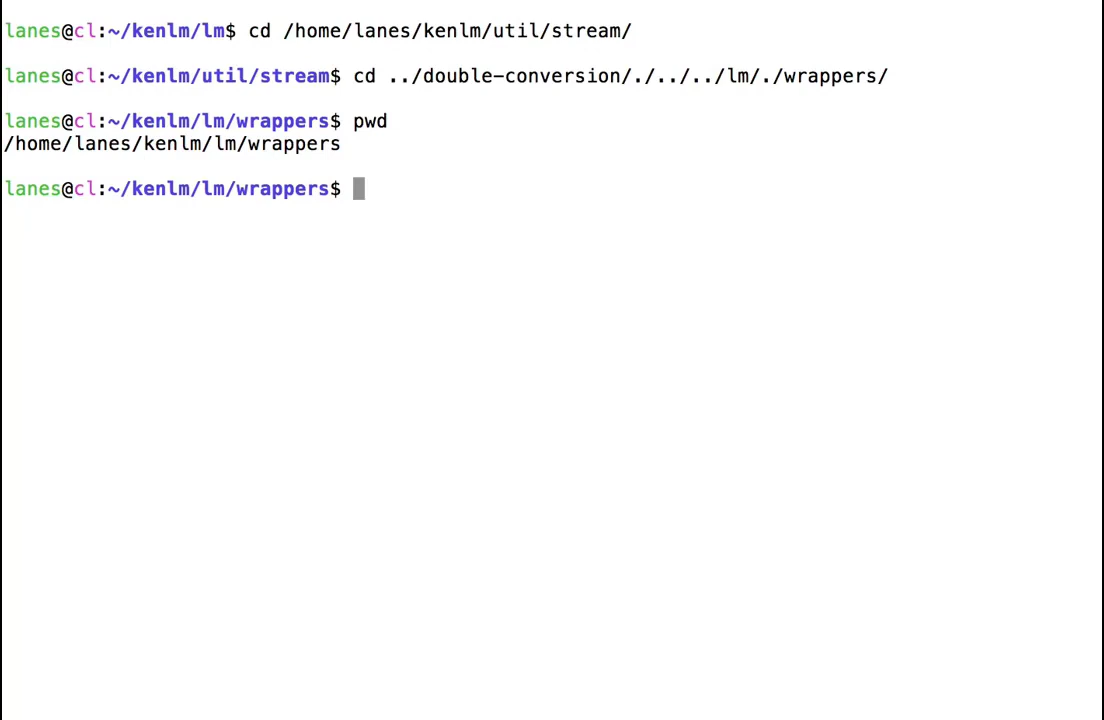 lanes@cl:~/kenlm/lm$ cd /home/lanes/kenlm/util/stream/
lanes@cl:~/kenlm/util/stream$ cd ../double-conversion/./../../lm/./wrappers/
lanes@cl:~/kenlm/lm/wrappers$ pwd
/home/lanes/kenlm/lm/wrappers
lanes@cl:~/kenlm/lm/wrappers$